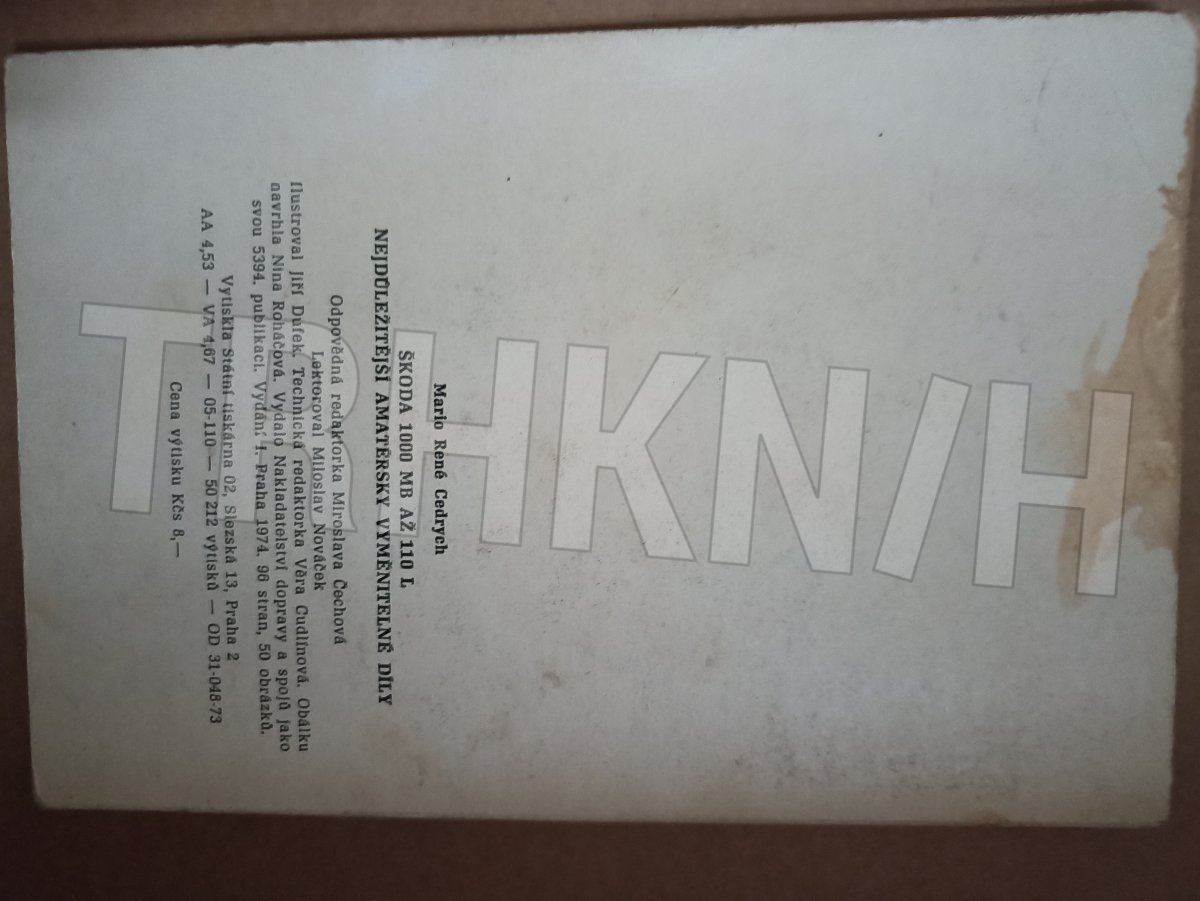 Mario René Cedrych
ŠKODA 1000 MB AŽ 110 L
NEJDŮLEŽITĚJŠÍ AMATÉRSKY VYMĚNITELNÉ DÍLY
Odpovědná redaktorka Miroslava Čechová
Lektoroval Miloslav Nováček
Ilustroval Jiří Dufek. Technická redaktorka Věra Cudlínová. Obálku
navrhla Nina Roháčová. Vydalo Nakladatelství dopravy a spojů jako
svou 5394. publikaci. Vydání I. Praha 1974. 96 stran, 50 obrázků.
Vytiskla Státní tiskárna 02, Slezská 13, Praha 2
AA 4,53 — VA 4,67 — 05-110 — 50 212 výtisků — OD 31-048-73
Cena výtisku Kčs 8,—